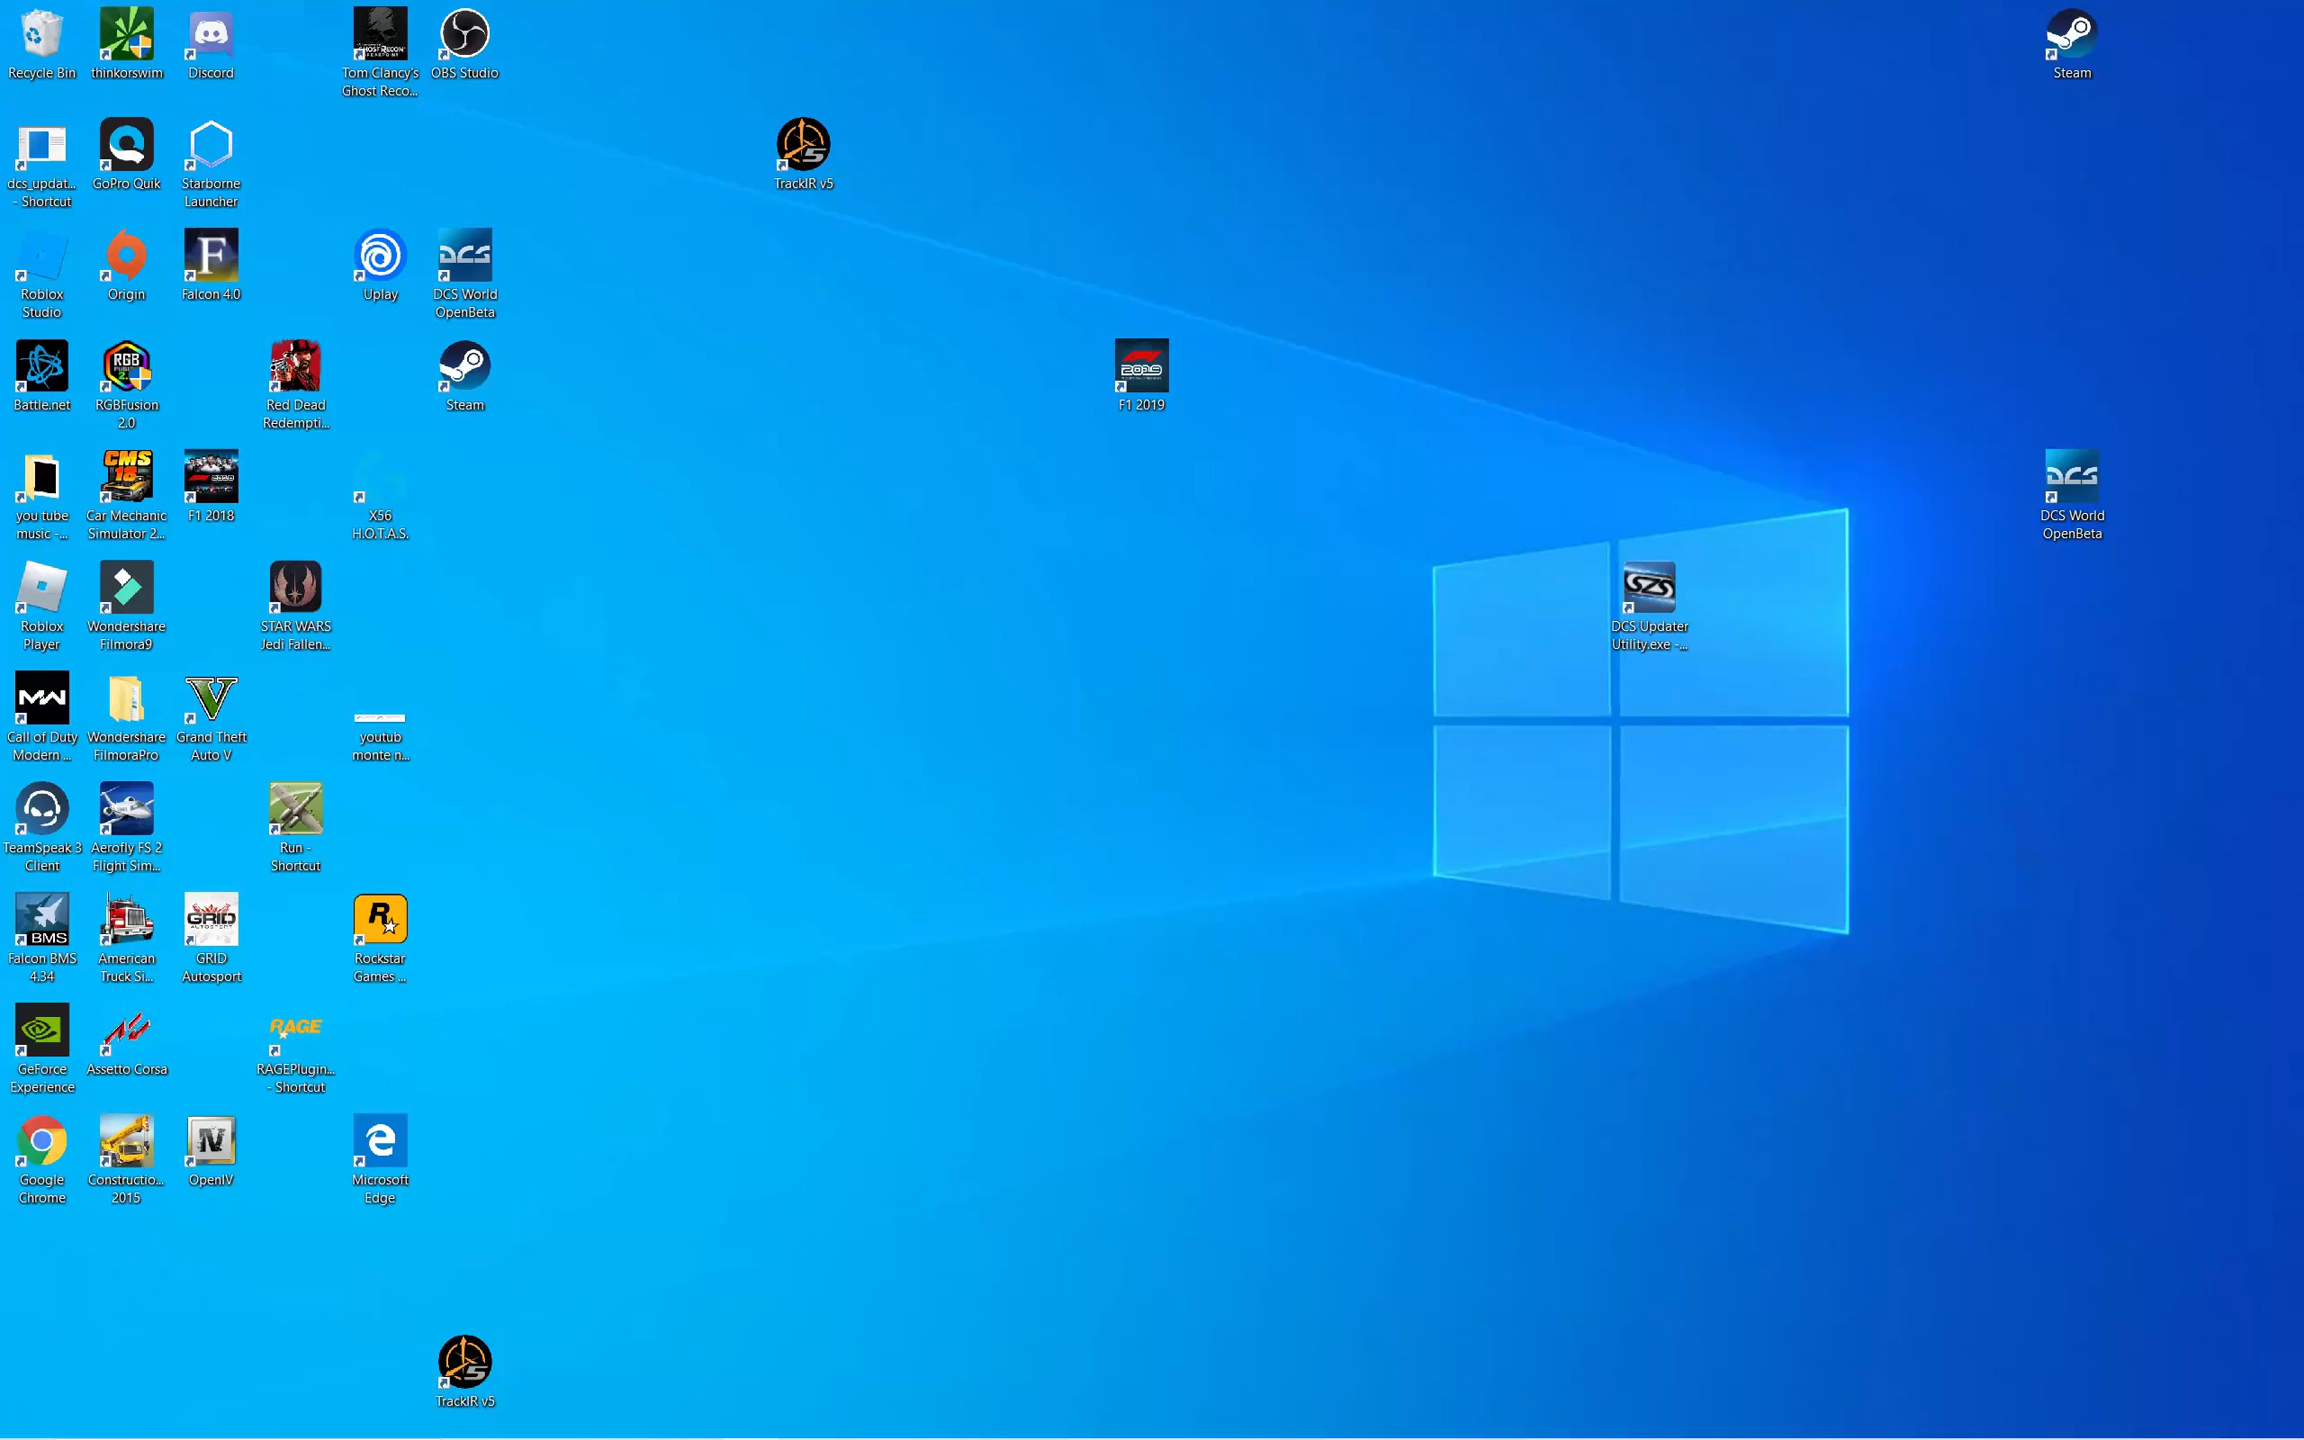 Recycle Bin
thinkorswim
Discord
Tom Clancy's
Ghost Reco...
OBS Studio
Steam
dcs_updat...
- Shortcut
GoPro Quik
Starborne
Launcher
TrackIR v5
Roblox
Studio
Origin
Falcon 4.0
Uplay
DCS World
OpenBeta
Battle.net
RGBFusion
2.0
Red Dead
Redempti...
Steam
F1 2019
you tube
music -...
Car Mechanic
Simulator 2...
F1 2018
X56
H.O.T.A.S.
DCS World
OpenBeta
Roblox
Player
Wondershare
Filmora9
STAR WARS
Jedi Fallen...
DCS Updater
Utility.exe -...
Call of Duty
Modern ...
Wondershare
FilmoraPro
Grand Theft
Auto V
youtub
monte n...
TeamSpeak 3
Client
Aerofly FS 2
Flight Sim...
Run -
Shortcut
Falcon BMS
4.34
American
Truck Si...
GRID
Autosport
Rockstar
Games ...
GeForce
Experience
Assetto Corsa
RAGEPlugin...
- Shortcut
Google
Chrome
Constructio...
2015
OpenIV
Microsoft
Edge
TrackIR v5